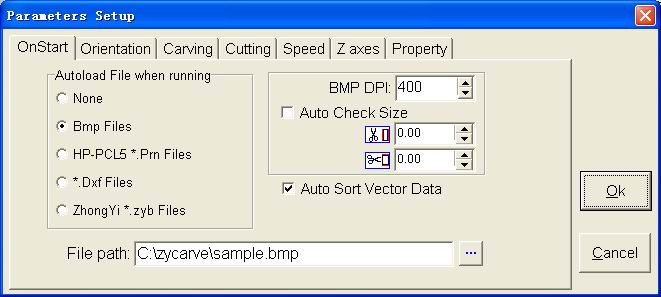 Parameters Setup
OnStart Orientation Carving Cutting Speed Z axes Property
Autoload File when running
None
Bmp Files
HP-PCL5 *.Prn Files
*.Dxf Files
ZhongYi *.zyb Files
BMP DPI: 400
Auto Check Size
0.00
0.00
Auto Sort Vector Data
File path: C:\zycarve\sample.bmp ...
Ok
Cancel